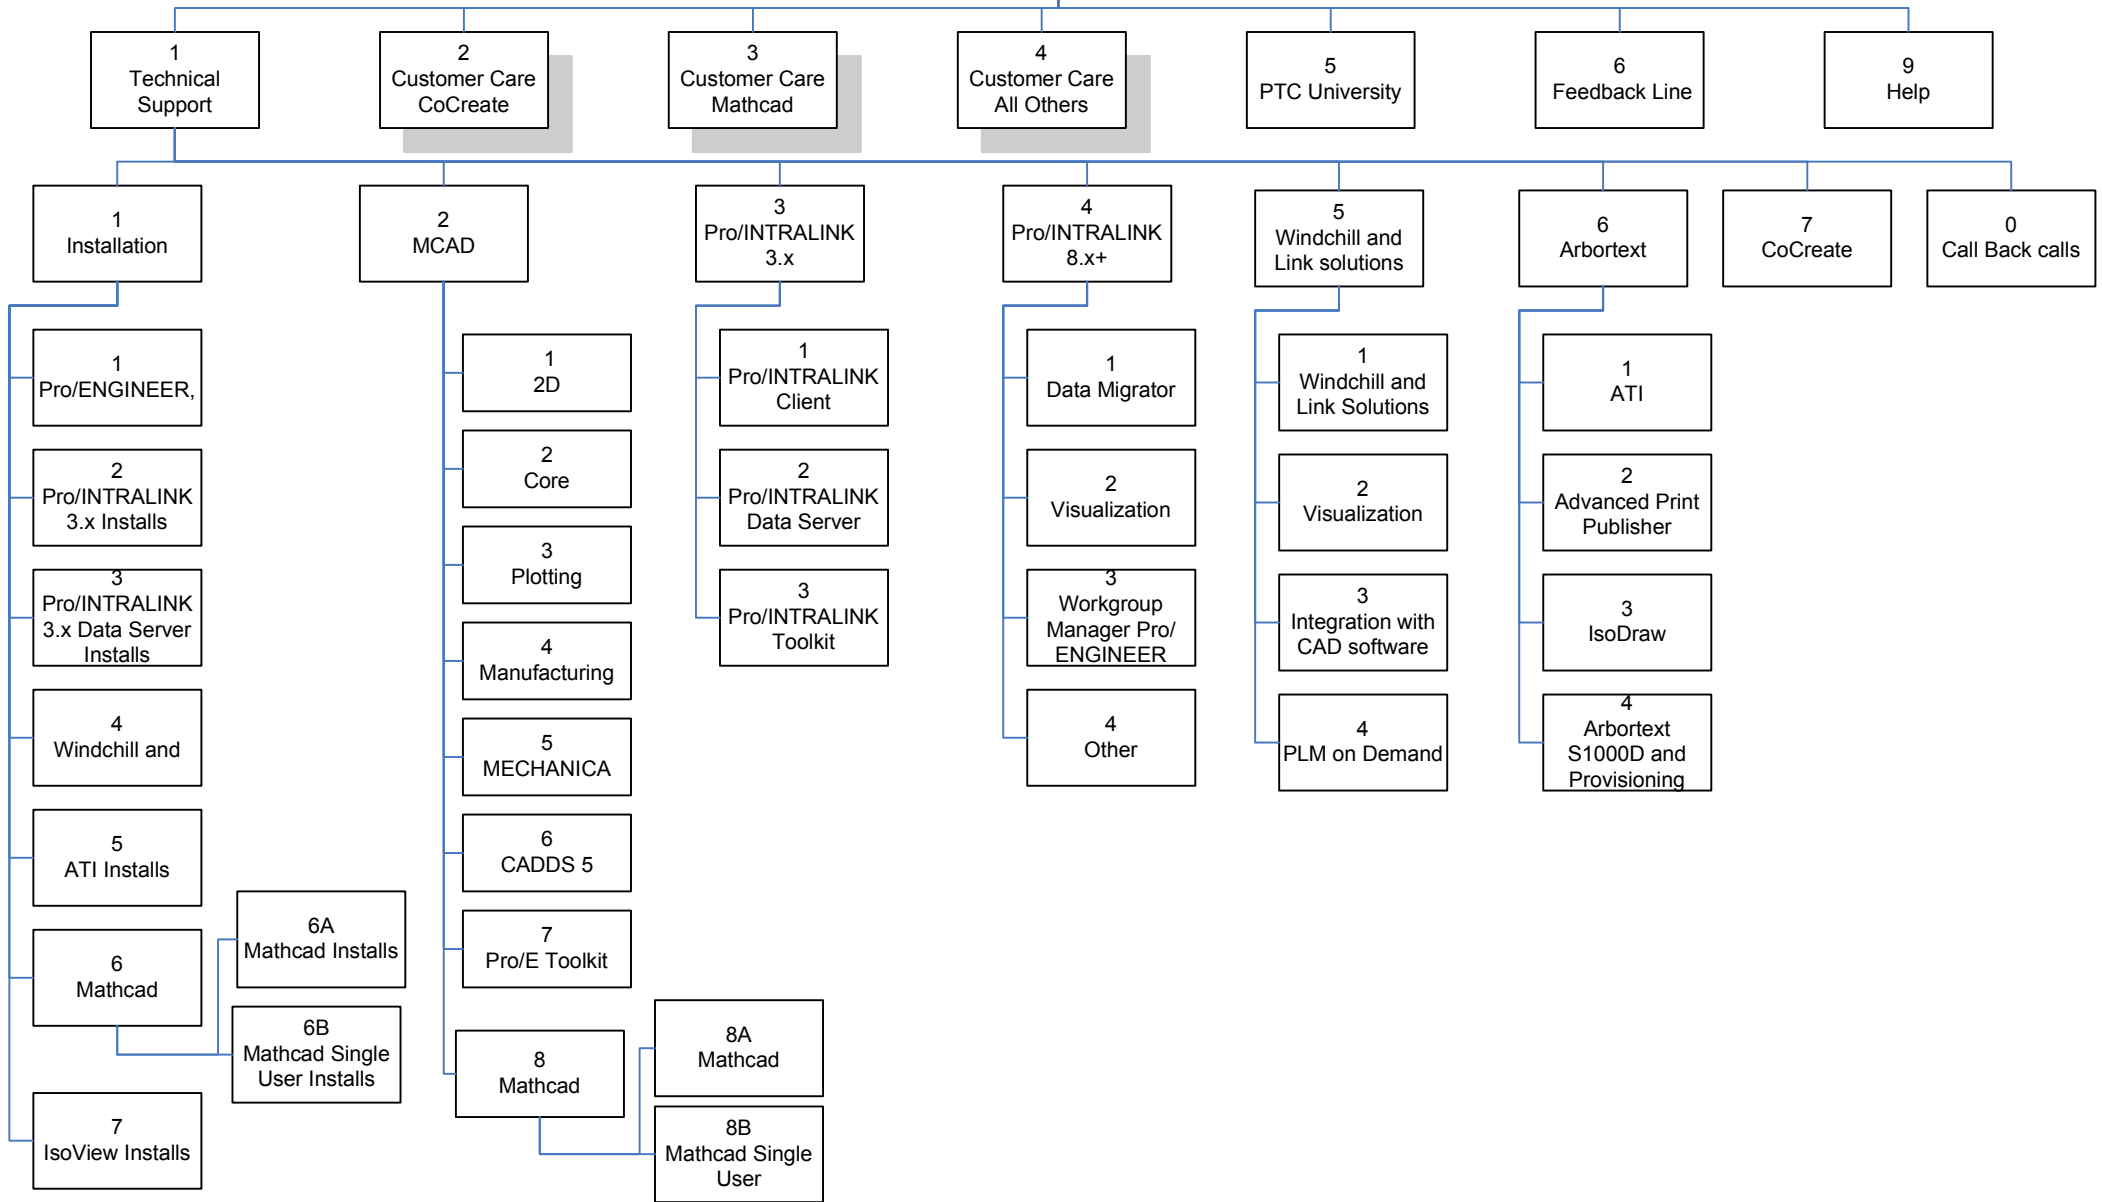 1
Technical
Support
2
Customer Care
CoCreate
3
Customer Care
Mathcad
4
Customer Care
All Others
5
PTC University
6
Feedback Line
9
Help
1
Installation
2
MCAD
3
Pro/INTRALINK
3.x
4
Pro/INTRALINK
8.x+
5
Windchill and
Link solutions
6
Arbortext
7
CoCreate
0
Call Back calls
1
Pro/ENGINEER,
2
Pro/INTRALINK
3.x Installs
3
Pro/INTRALINK
3.x Data Server
Installs
4
Windchill and
5
ATI Installs
6
Mathcad
6A
Mathcad Installs
6B
Mathcad Single
User Installs
7
IsoView Installs
1
2D
2
Core
3
Plotting
4
Manufacturing
5
MECHANICA
6
CADDS 5
7
Pro/E Toolkit
8
Mathcad
8A
Mathcad
8B
Mathcad Single
User
1
Pro/INTRALINK
Client
2
Pro/INTRALINK
Data Server
3
Pro/INTRALINK
Toolkit
1
Data Migrator
2
Visualization
3
Workgroup
Manager Pro/
ENGINEER
4
Other
1
Windchill and
Link Solutions
2
Visualization
3
Integration with
CAD software
4
PLM on Demand
1
ATI
2
Advanced Print
Publisher
3
IsoDraw
4
Arbortext
S1000D and
Provisioning